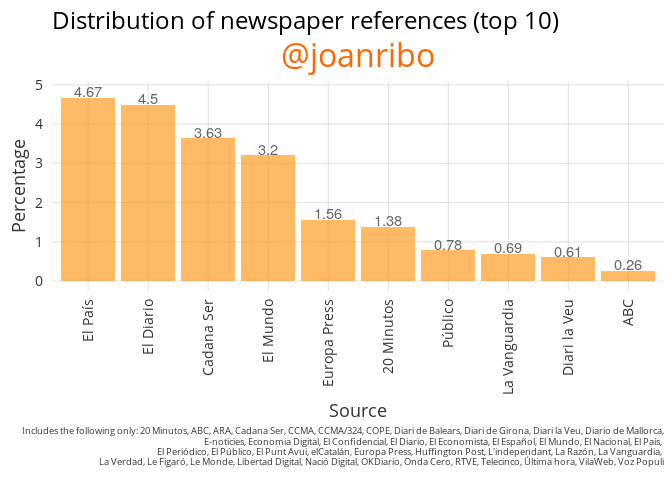 Distribution of newspaper references (top 10)
@joanribo
Percentage
5
4
3
2
1
0
4.67
4.5
3.63
3.2
1.56
1.38
0.78
0.69
0.61
0.26
El País
El Diario
Cadana Ser
El Mundo
Europa Press
20 Minutos
Público
La Vanguardia
Diari la Veu
ABC
Source
Includes the following only: 20 Minutos, ABC, ARA, Cadana Ser, CCMA, CCMA/324, COPE, Diari de Balears, Diari de Girona, Diari la Veu, Diario de Mallorca,
E-noticies, Economia Digital, El Confidencial, El Diario, El Economista, El Español, El Mundo, El Nacional, El País,
El Periódico, El Público, El Punt Avui, elCatalán, Europa Press, Huffington Post, L'independant, La Razón, La Vanguardia,
La Verdad, Le Figaró, Le Monde, Libertad Digital, Nació Digital, OKDiario, Onda Cero, RTVE, Telecinco, Última hora, VilaWeb, Voz Populi